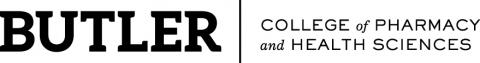 BUTLER
COLLEGE of PHARMACY
and HEALTH SCIENCES